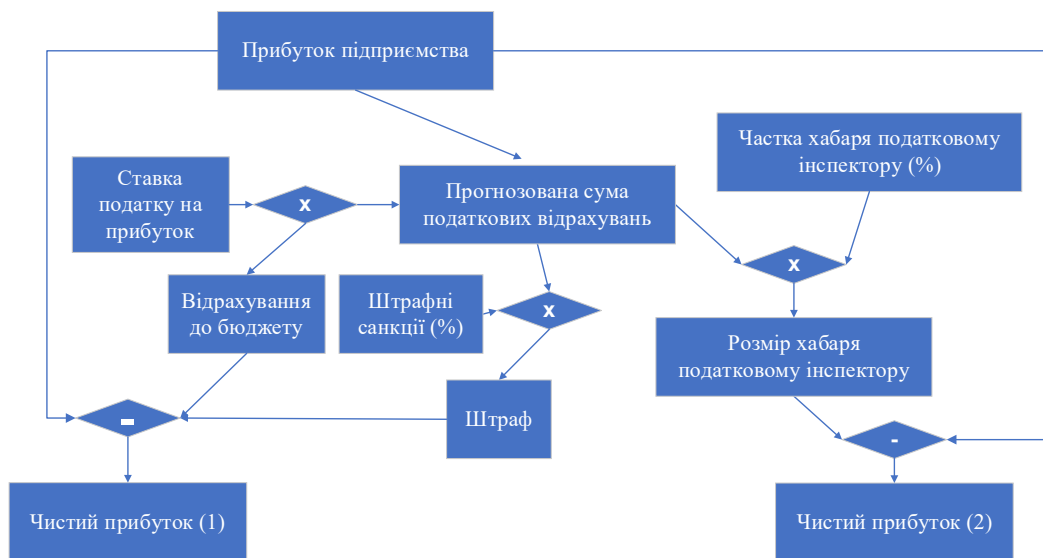 Прибуток підприємства
Частка хабаря податковому
інспектору (%)
Ставка
податку на
прибуток
x
Прогнозована сума
податкових відрахувань
x
Відрахування
до бюджету
Штрафні
санкції (%)
x
Розмір хабаря
податковому інспектору
Штраф
-
-
Чистий прибуток (1)
Чистий прибуток (2)